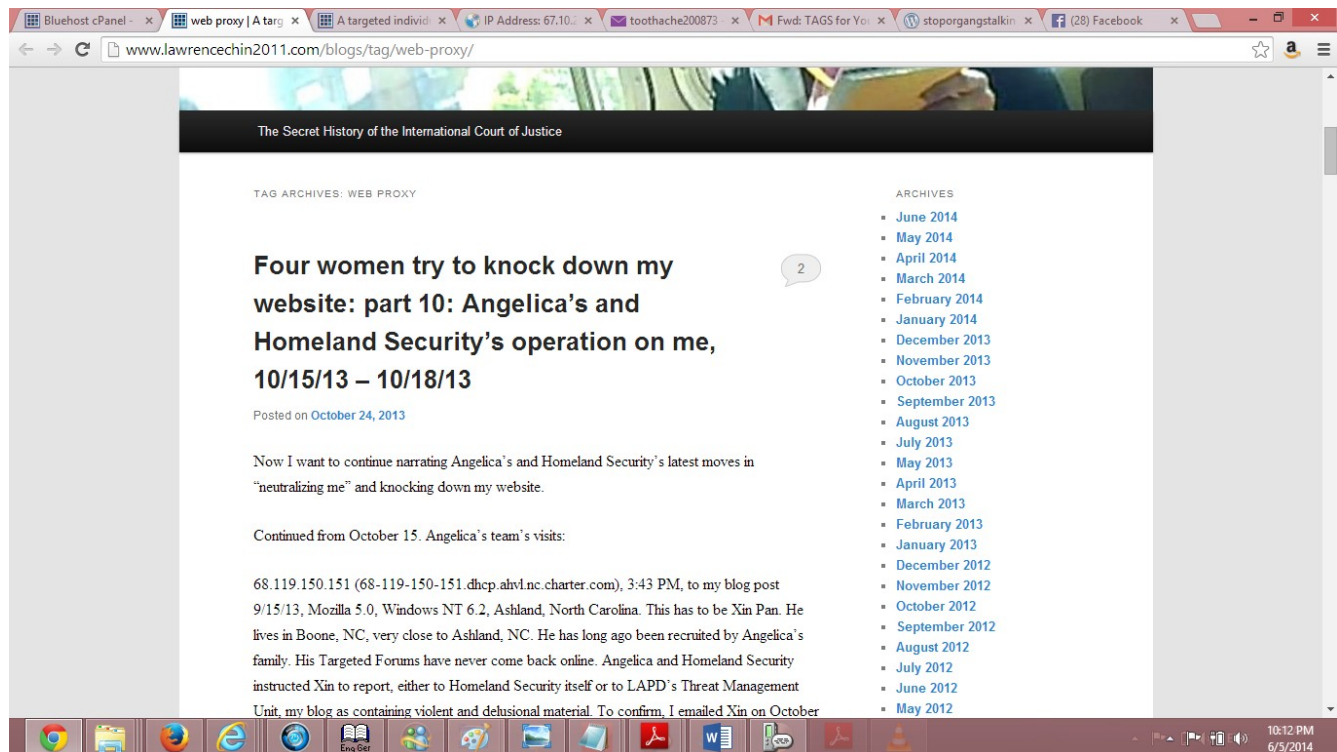 Bluehost cPanel -
web proxy | A targ
A targeted individ
IP Address: 67.10.
toothache200873 -
Fwd: TAGS for Yo
stoporgangstalkin
(28) Facebook
www.lawrencechin2011.com/blogs/tag/web-proxy/
The Secret History of the International Court of Justice
TAG ARCHIVES: WEB PROXY
Four women try to knock down my
website: part 10: Angelica’s and
Homeland Security’s operation on me,
10/15/13 – 10/18/13
2
Posted on October 24, 2013
Now I want to continue narrating Angelica’s and Homeland Security’s latest moves in
“neutralizing me” and knocking down my website.
Continued from October 15. Angelica’s team’s visits:
68.119.150.151 (68-119-150-151.dhcp.ahvl.nc.charter.com), 3:43 PM, to my blog post
9/15/13, Mozilla 5.0, Windows NT 6.2, Ashland, North Carolina. This has to be Xin Pan. He
lives in Boone, NC, very close to Ashland, NC. He has long ago been recruited by Angelica’s
family. His Targeted Forums have never come back online. Angelica and Homeland Security
instructed Xin to report, either to Homeland Security itself or to LAPD’s Threat Management
Unit, my blog as containing violent and delusional material. To confirm, I emailed Xin on October
ARCHIVES
June 2014
May 2014
April 2014
March 2014
February 2014
January 2014
December 2013
November 2013
October 2013
September 2013
August 2013
July 2013
May 2013
April 2013
March 2013
February 2013
January 2013
December 2012
November 2012
October 2012
September 2012
August 2012
July 2012
June 2012
May 2012
Eng Ger
10:12 PM
6/5/2014